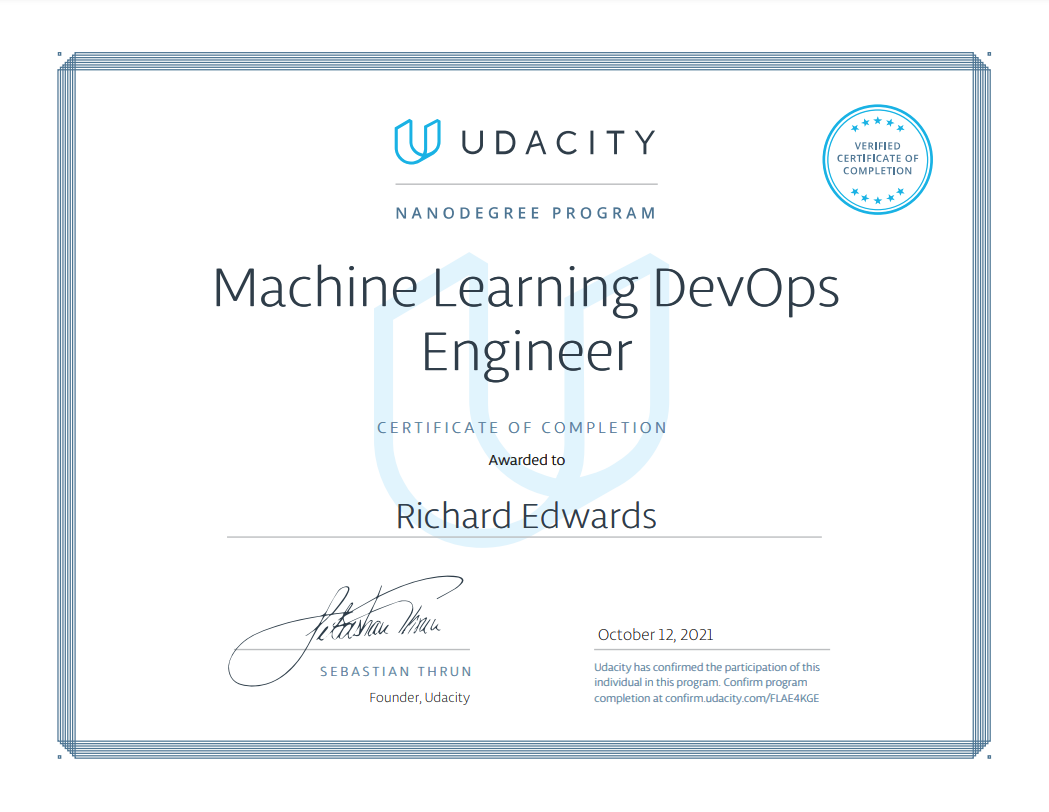 UDACITY
VERIFIED
CERTIFICATE OF
COMPLETION
NANODEGREE PROGRAM
Machine Learning DevOps
Engineer
CERTIFICATE OF COMPLETION
Awarded to
Richard Edwards
Sebastian Thrun
SEBASTIAN THRUN
Founder, Udacity
October 12, 2021
Udacity has confirmed the participation of this
individual in this program. Confirm program
completion at confirm.udacity.com/FLAE4KGE